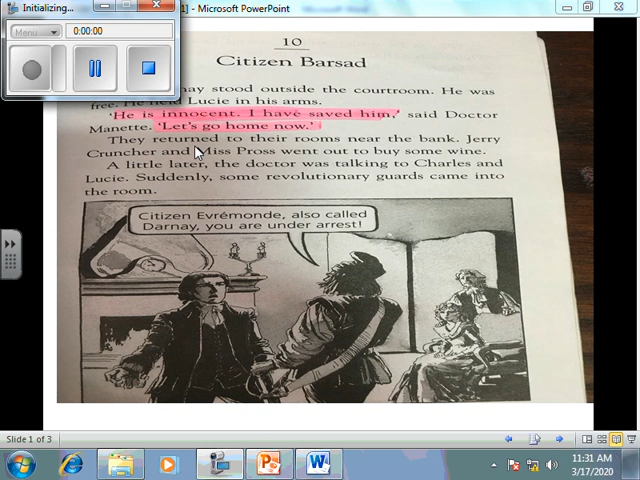 Initializing...
1] - Microsoft PowerPoint
Menu
0:00:00
10
Citizen Barsad
stood outside the courtroom. He was
free. He held Lucie in his arms.
'He is innocent. I have saved him,' said Doctor
Manette. 'Let's go home now.'
They returned to their rooms near the bank. Jerry
Cruncher and Miss Pross went out to buy some wine.
A little later, the doctor was talking to Charles and
Lucie. Suddenly, some revolutionary guards came into
the room.
Citizen Evrémonde, also called
Darnay, you are under arrest!
Slide 1 of 3
11:31 AM
3/17/2020